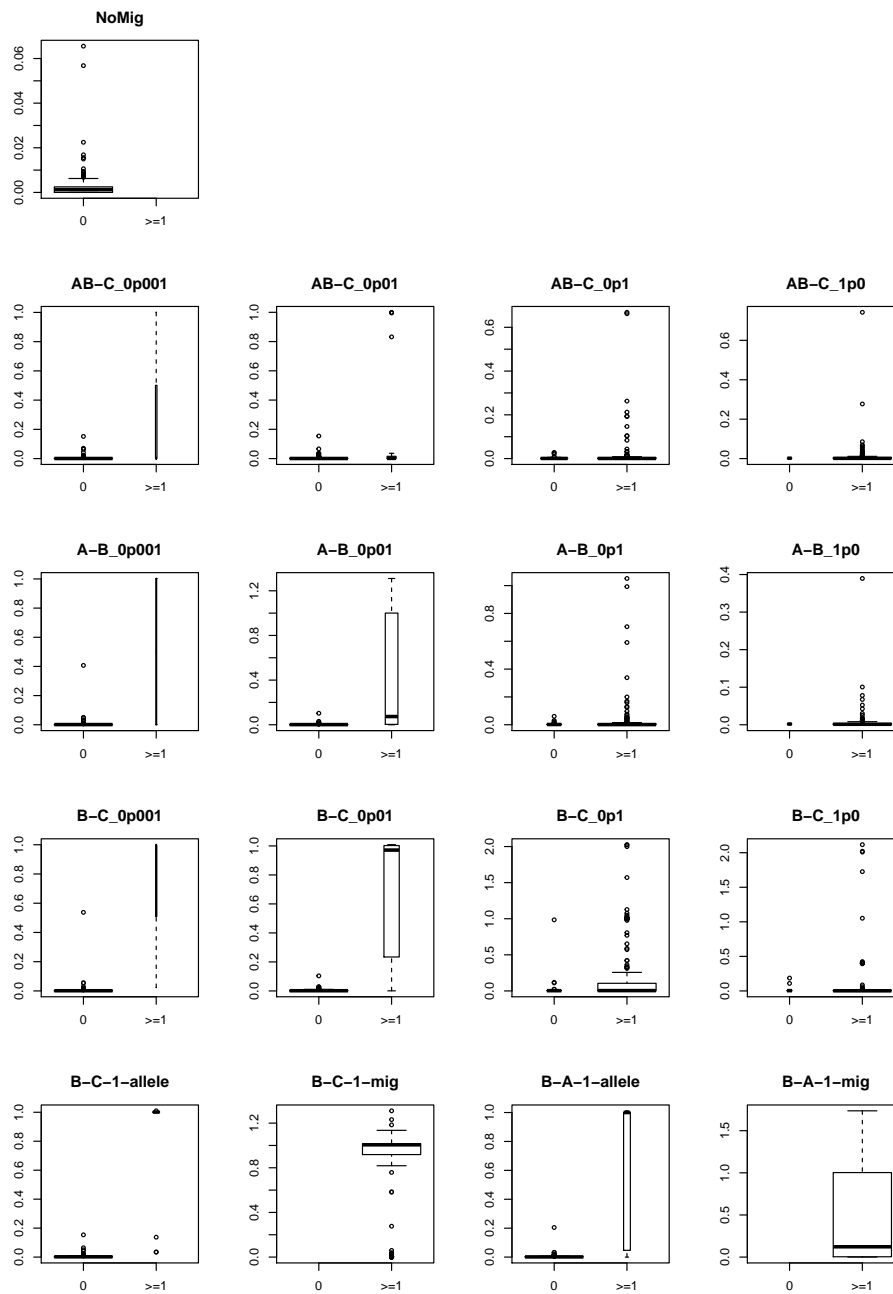 NoMig
0.06
0.04
0.02
0.00
0 >=1
AB−C_0p001 AB−C_0p01 AB−C_0p1 AB−C_1p0
1.0 1.0
0.8 0.8 0.6 0.6
0.6 0.6 0.4 0.4
0.4 0.4 0.2 0.2
0.2 0.2
0.0 0.0 0.0 0.0
0 >=1 0 >=1 0 >=1 0 >=1
A−B_0p001 A−B_0p01 A−B_0p1 A−B_1p0
1.0 1.2 0.8 0.4
0.8 0.8 0.4 0.3
0.6 0.4 0.0 0.2
0.4 0.0 0.1
0.2 0.0
0.0
0 >=1 0 >=1 0 >=1 0 >=1
B−C_0p001 B−C_0p01 B−C_0p1 B−C_1p0
1.0 1.0 2.0 2.0
0.8 0.8 1.5 1.5
0.6 0.6 1.0 1.0
0.4 0.4 0.5 0.5
0.2 0.2 0.0 0.0
0.0 0.0
0 >=1 0 >=1 0 >=1 0 >=1
B−C−1−allele B−C−1−mig B−A−1−allele B−A−1−mig
1.0 1.2 1.0 1.5
0.8 0.8 0.8 1.0
0.6 0.4 0.6 0.5
0.4 0.0 0.4 0.0
0.2 0.2
0.0 0.0
0 >=1 0 >=1 0 >=1 0 >=1